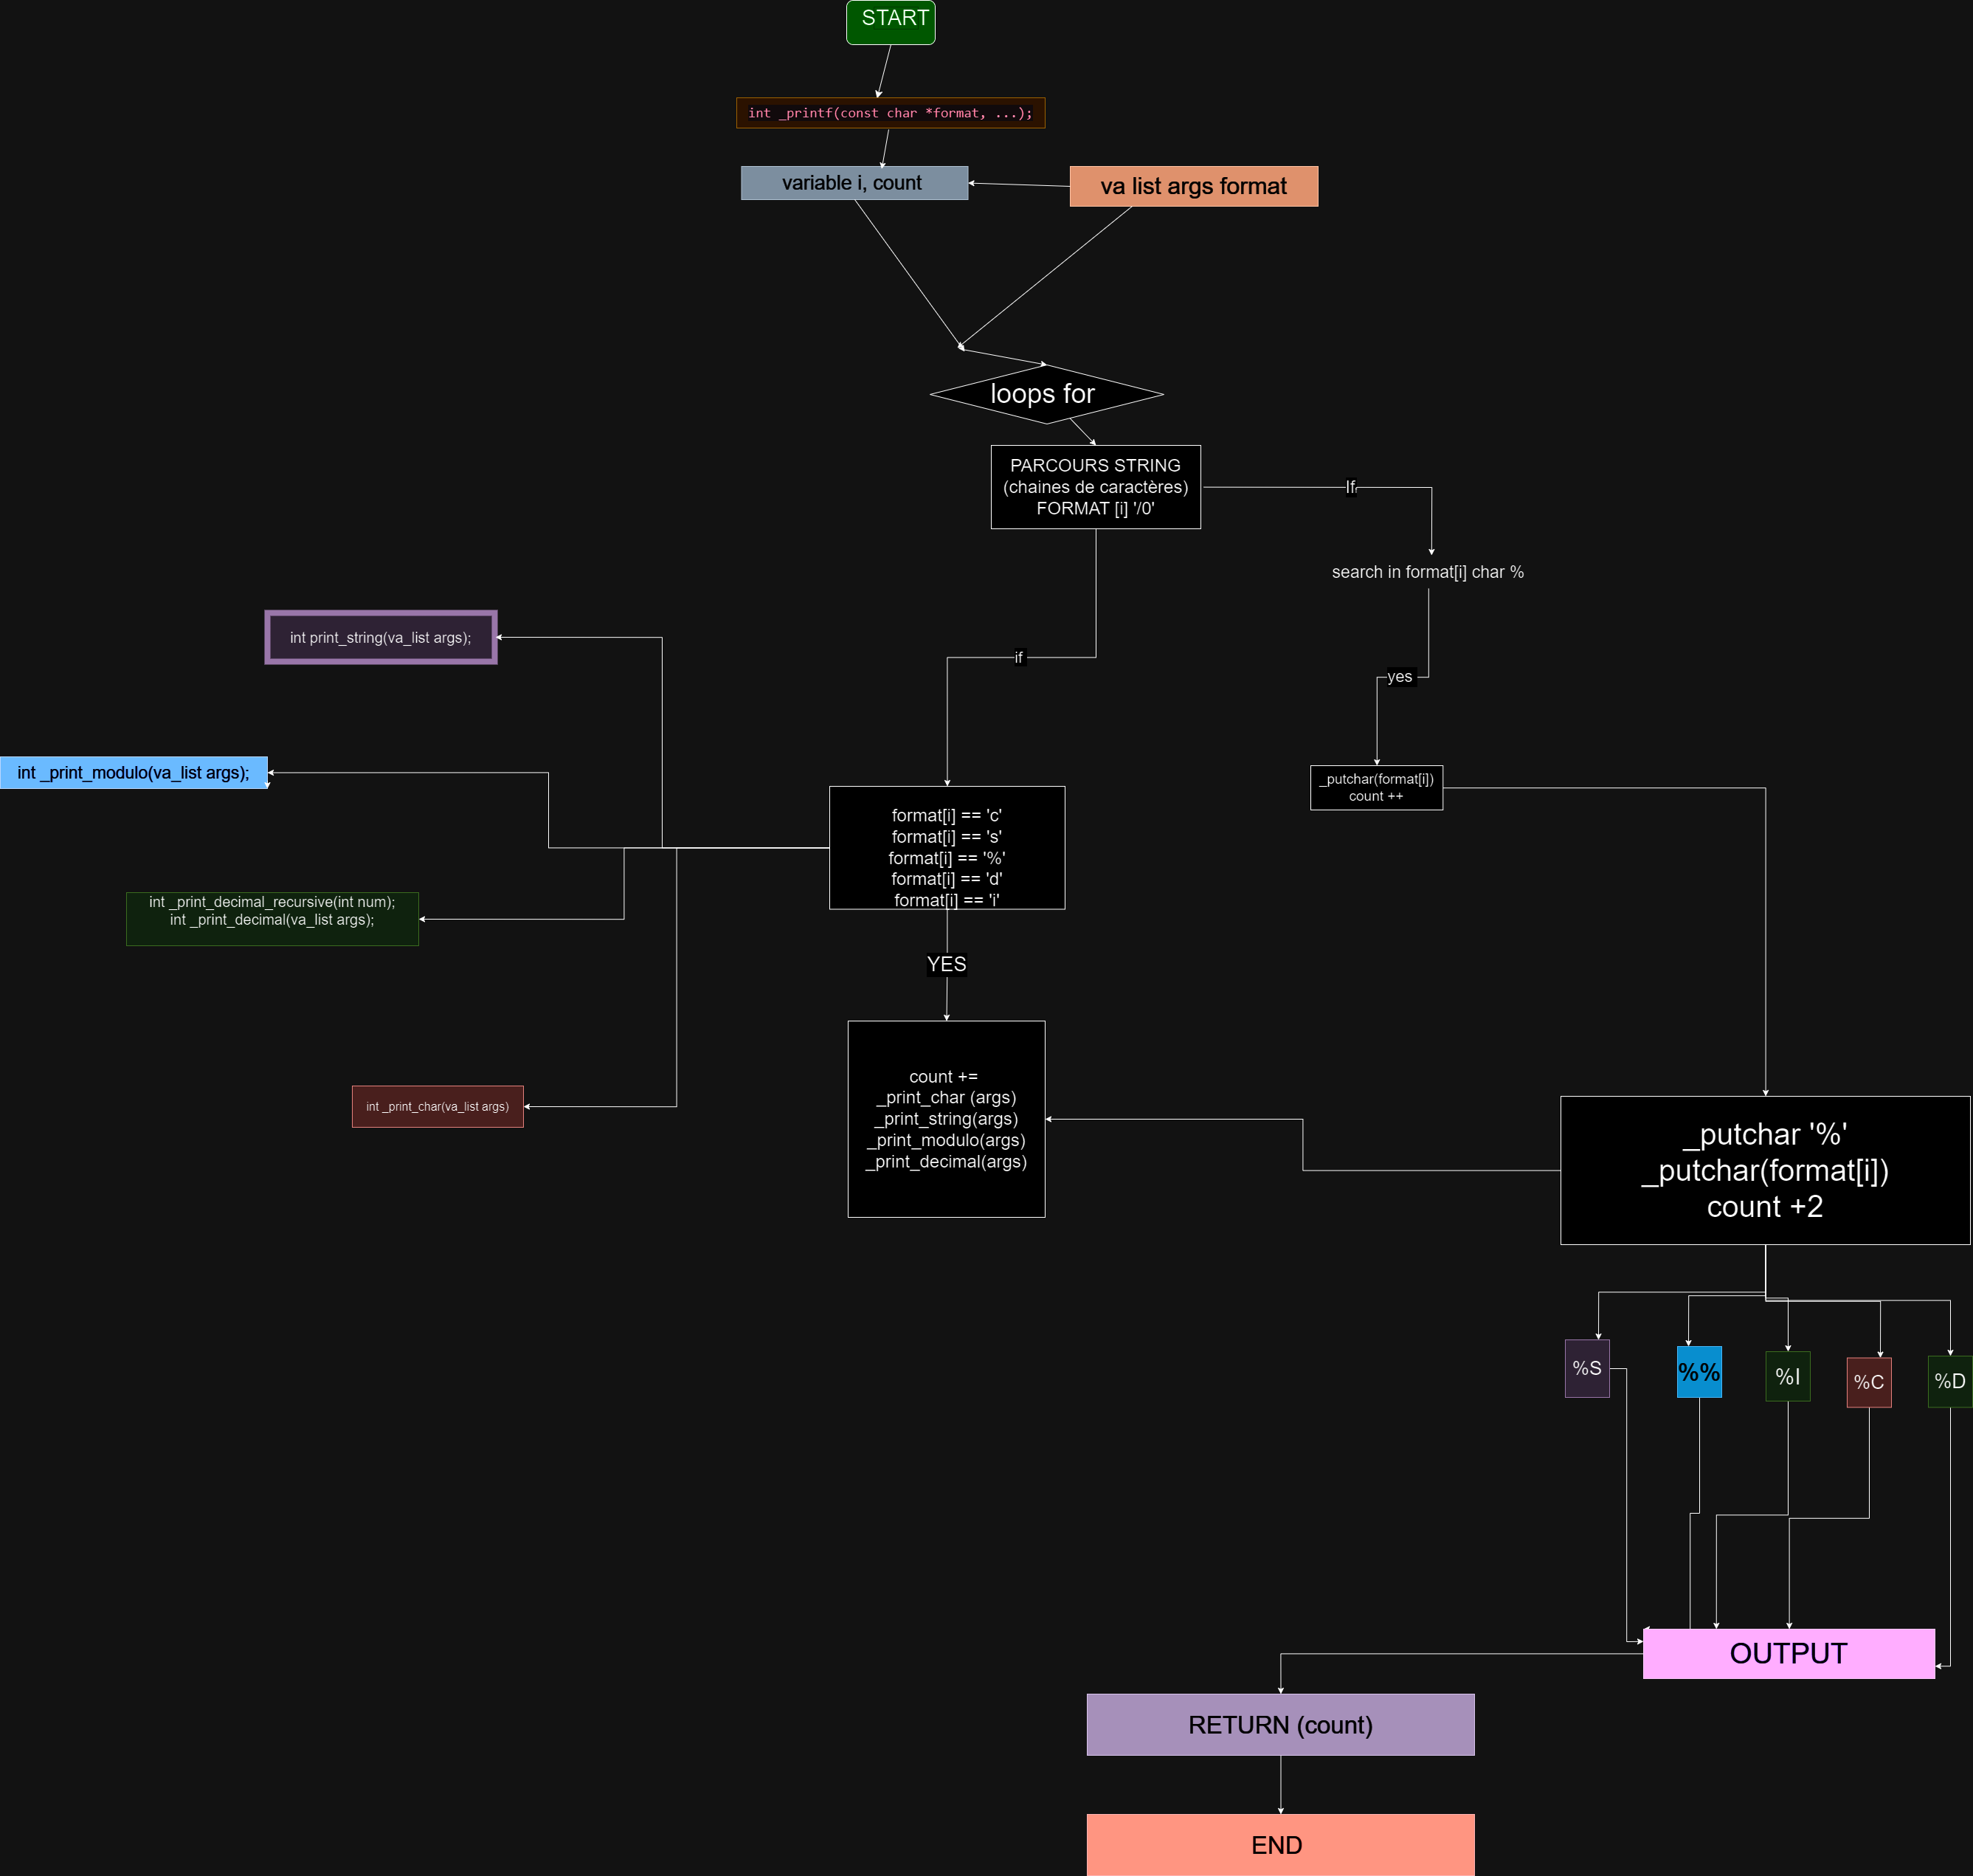 START
int _printf(const char *format, ...);
variable i, count
va list args format
loops for
PARCOURS STRING
(chaines de caractères)
FORMAT [i] '/0'
If
search in format[i] char %
int print_string(va_list args);
if
yes
int _print_modulo(va_list args);
_putchar(format[i])
count ++
format[i] == 'c'
format[i] == 's'
format[i] == '%'
format[i] == 'd'
format[i] == 'i'
int _print_decimal_recursive(int num);
int _print_decimal(va_list args);
YES
int _print_char(va_list args)
count +=
_print_char (args)
_print_string(args)
_print_modulo(args)
_print_decimal(args)
_putchar '%'
_putchar(format[i])
count +2
%S
%%
%I
%C
%D
OUTPUT
RETURN (count)
END